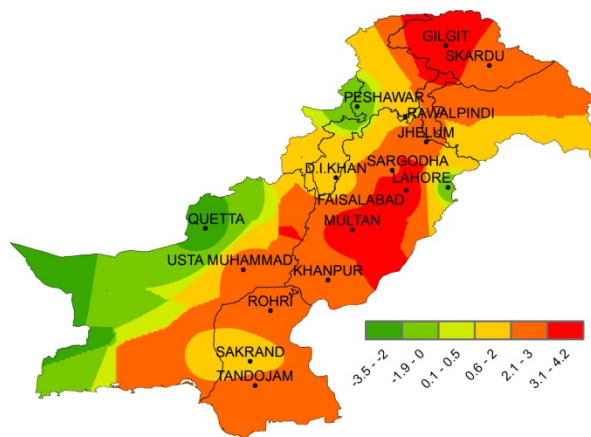 GILGIT
SKARDU
PESHAWAR
RAWALPINDI
JHELUM
SARGODHA
D.I.KHAN
LAHORE
FAISALABAD
QUETTA
MULTAN
USTA MUHAMMAD
KHANPUR
ROHRI
SAKRAND
TANDOJAM
-3.5 - -2
-1.9 - 0
0.1 - 0.5
0.6 - 2
2.1 - 3
3.1 - 4.2